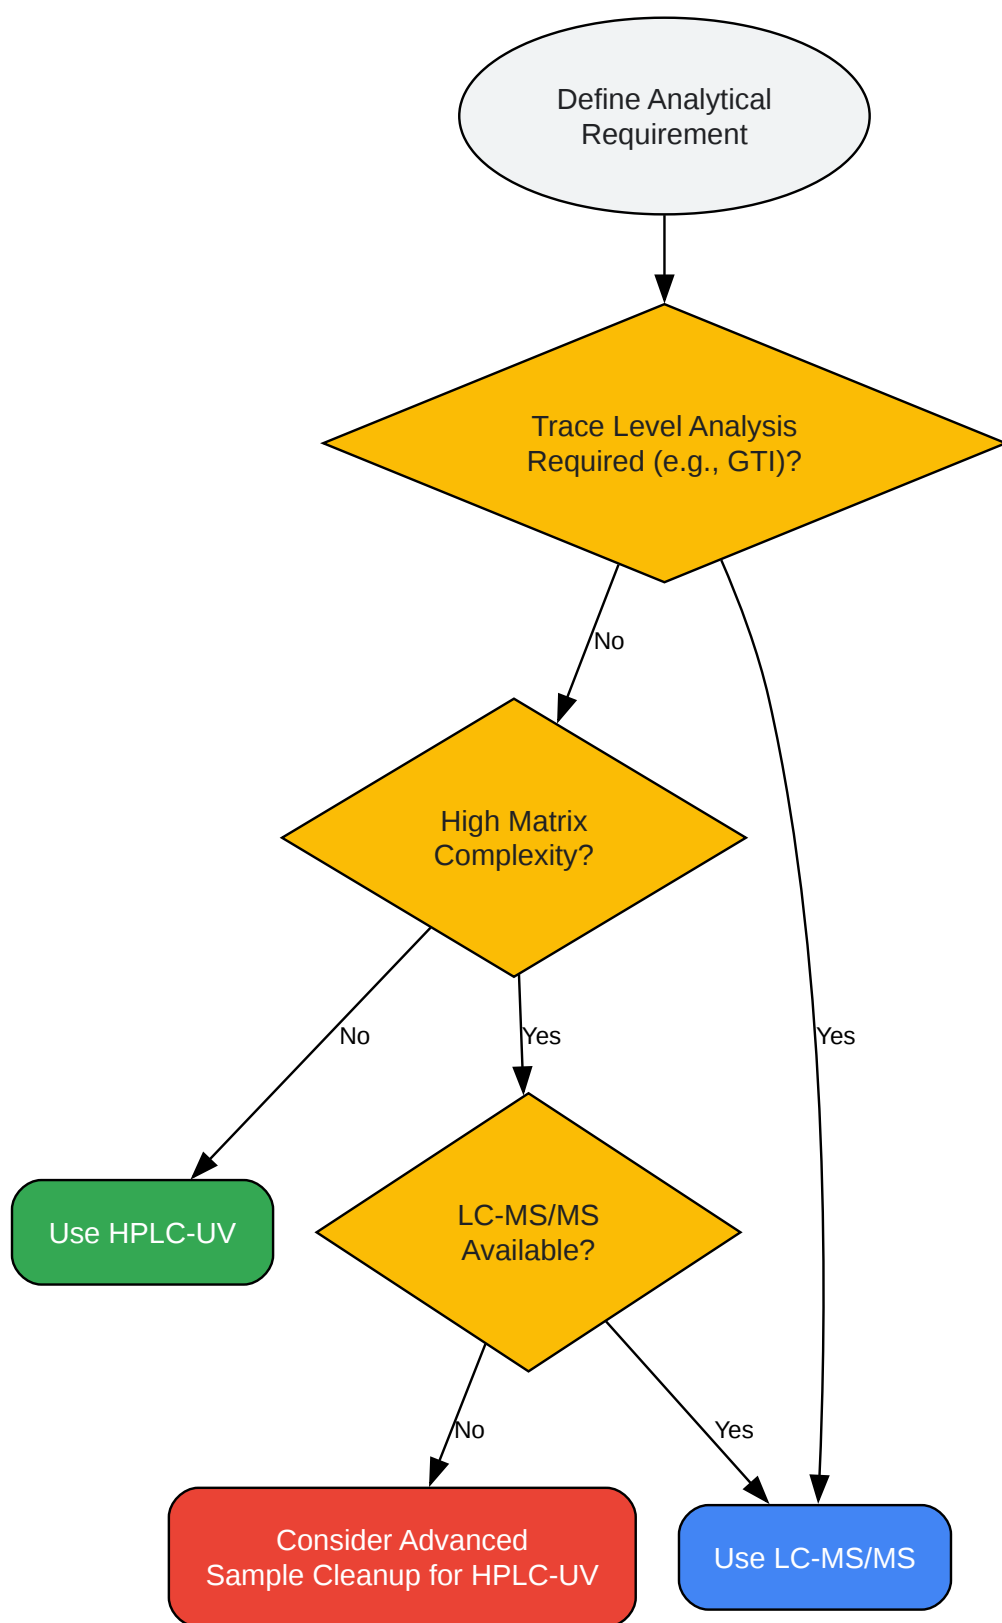 Define Analytical
Requirement
Trace Level Analysis
Required (e.g., GTI)?
No
High Matrix
Complexity?
No
Yes
Yes
Use HPLC-UV
LC-MS/MS
Available?
No
Yes
Consider Advanced
Sample Cleanup for HPLC-UV
Use LC-MS/MS